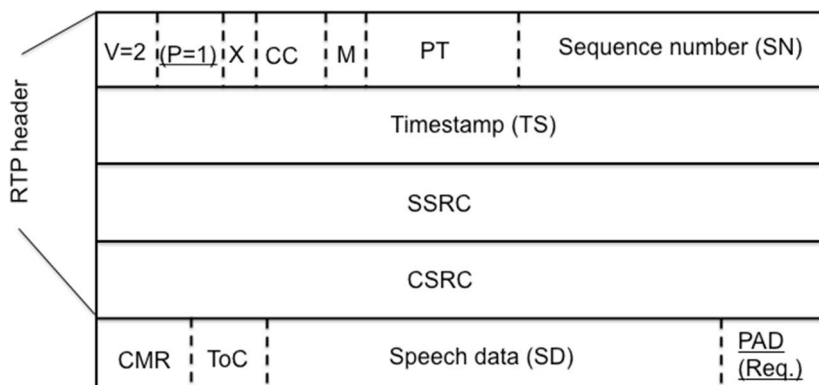 RTP header
V=2 (P=1) X CC M PT Sequence number (SN)
Timestamp (TS)
SSRC
CSRC
CMR ToC Speech data (SD) PAD
(Req.)